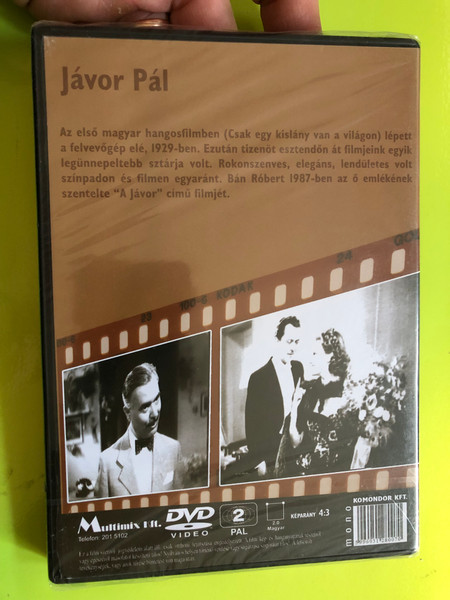 Jávor Pál
Az első magyar hangosfilmben (Csak egy kislány van a világon) lépett
a felvevőgép elé, 1929-ben. Ezután tizenöt esztendőn át filmjeink egyik
legünnepeltebb sztárja volt. Rokonszenves, elegáns, lendületes volt
színpadon és filmen egyaránt. Bán Róbert 1987-ben az ő emlékének
szentelte "A Jávor" című filmjét.
KODAK
Multimix Kft.
Telefon: 201 5102
DVD
VIDEO
2
PAL
2.0
Magyar
KÉPARÁNY 4:3
mono
KOMONDOR KFT.